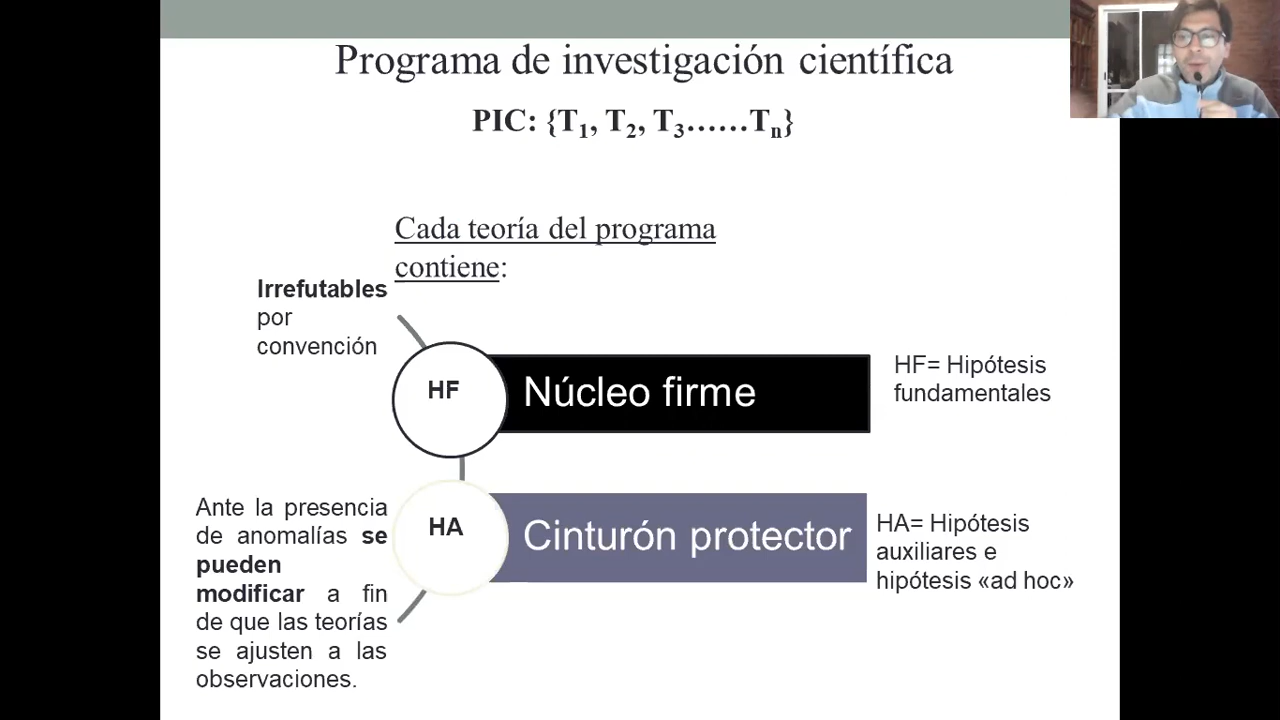 Programa de investigación científica
PIC: {T1, T2, T3......Tn}
Cada teoría del programa
contiene:
Irrefutables
por
convención
HF
Núcleo firme
HF= Hipótesis
fundamentales
Ante la presencia
de anomalías se
pueden
modificar a fin
de que las teorías
se ajusten a las
observaciones.
HA
Cinturón protector
HA= Hipótesis
auxiliares e
hipótesis «ad hoc»